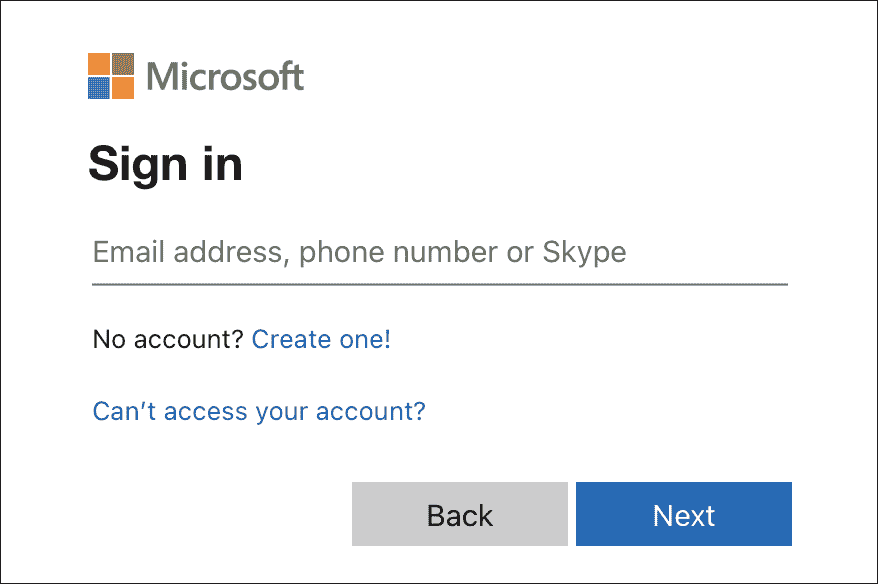 Microsoft
Sign in
Email address, phone number or Skype
No account? Create one!
Can’t access your account?
Back Next